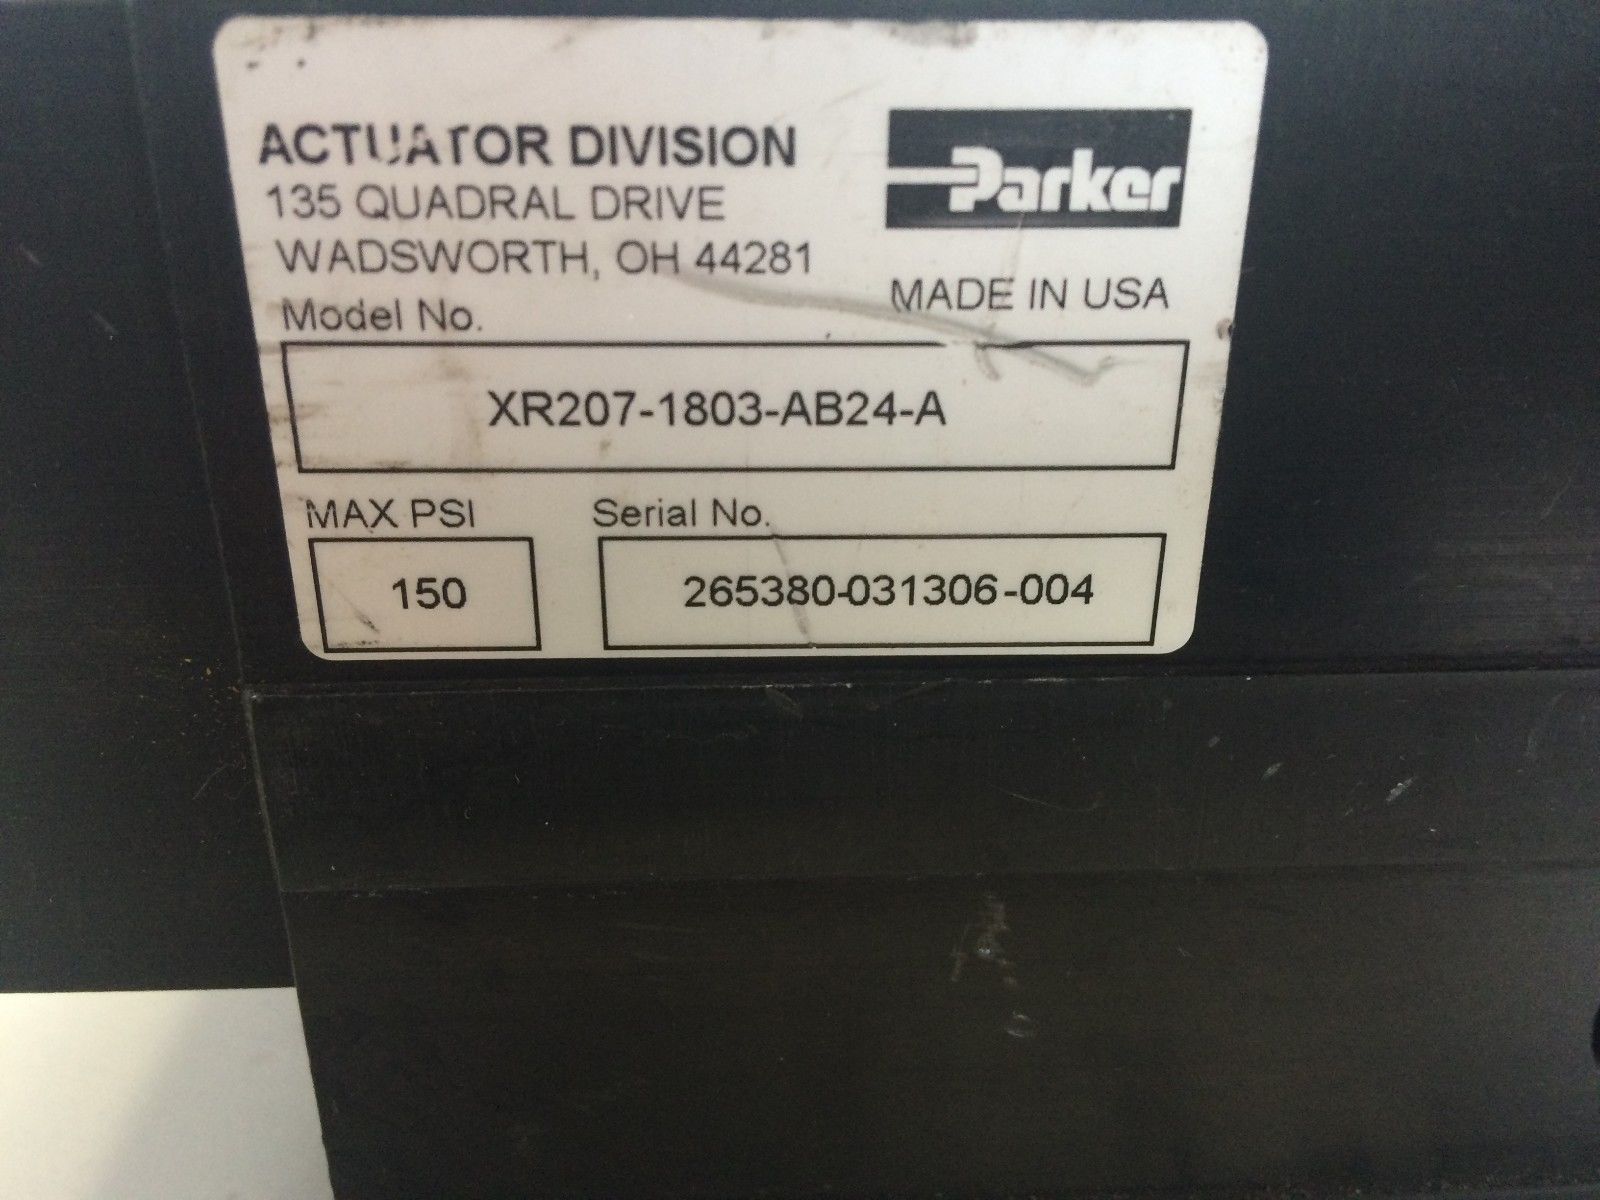 ACTUATOR DIVISION
135 QUADRAL DRIVE
WADSWORTH, OH 44281
Parker
MADE IN USA
Model No.
XR207-1803-AB24-A
MAX PSI
150
Serial No.
265380-031306-004